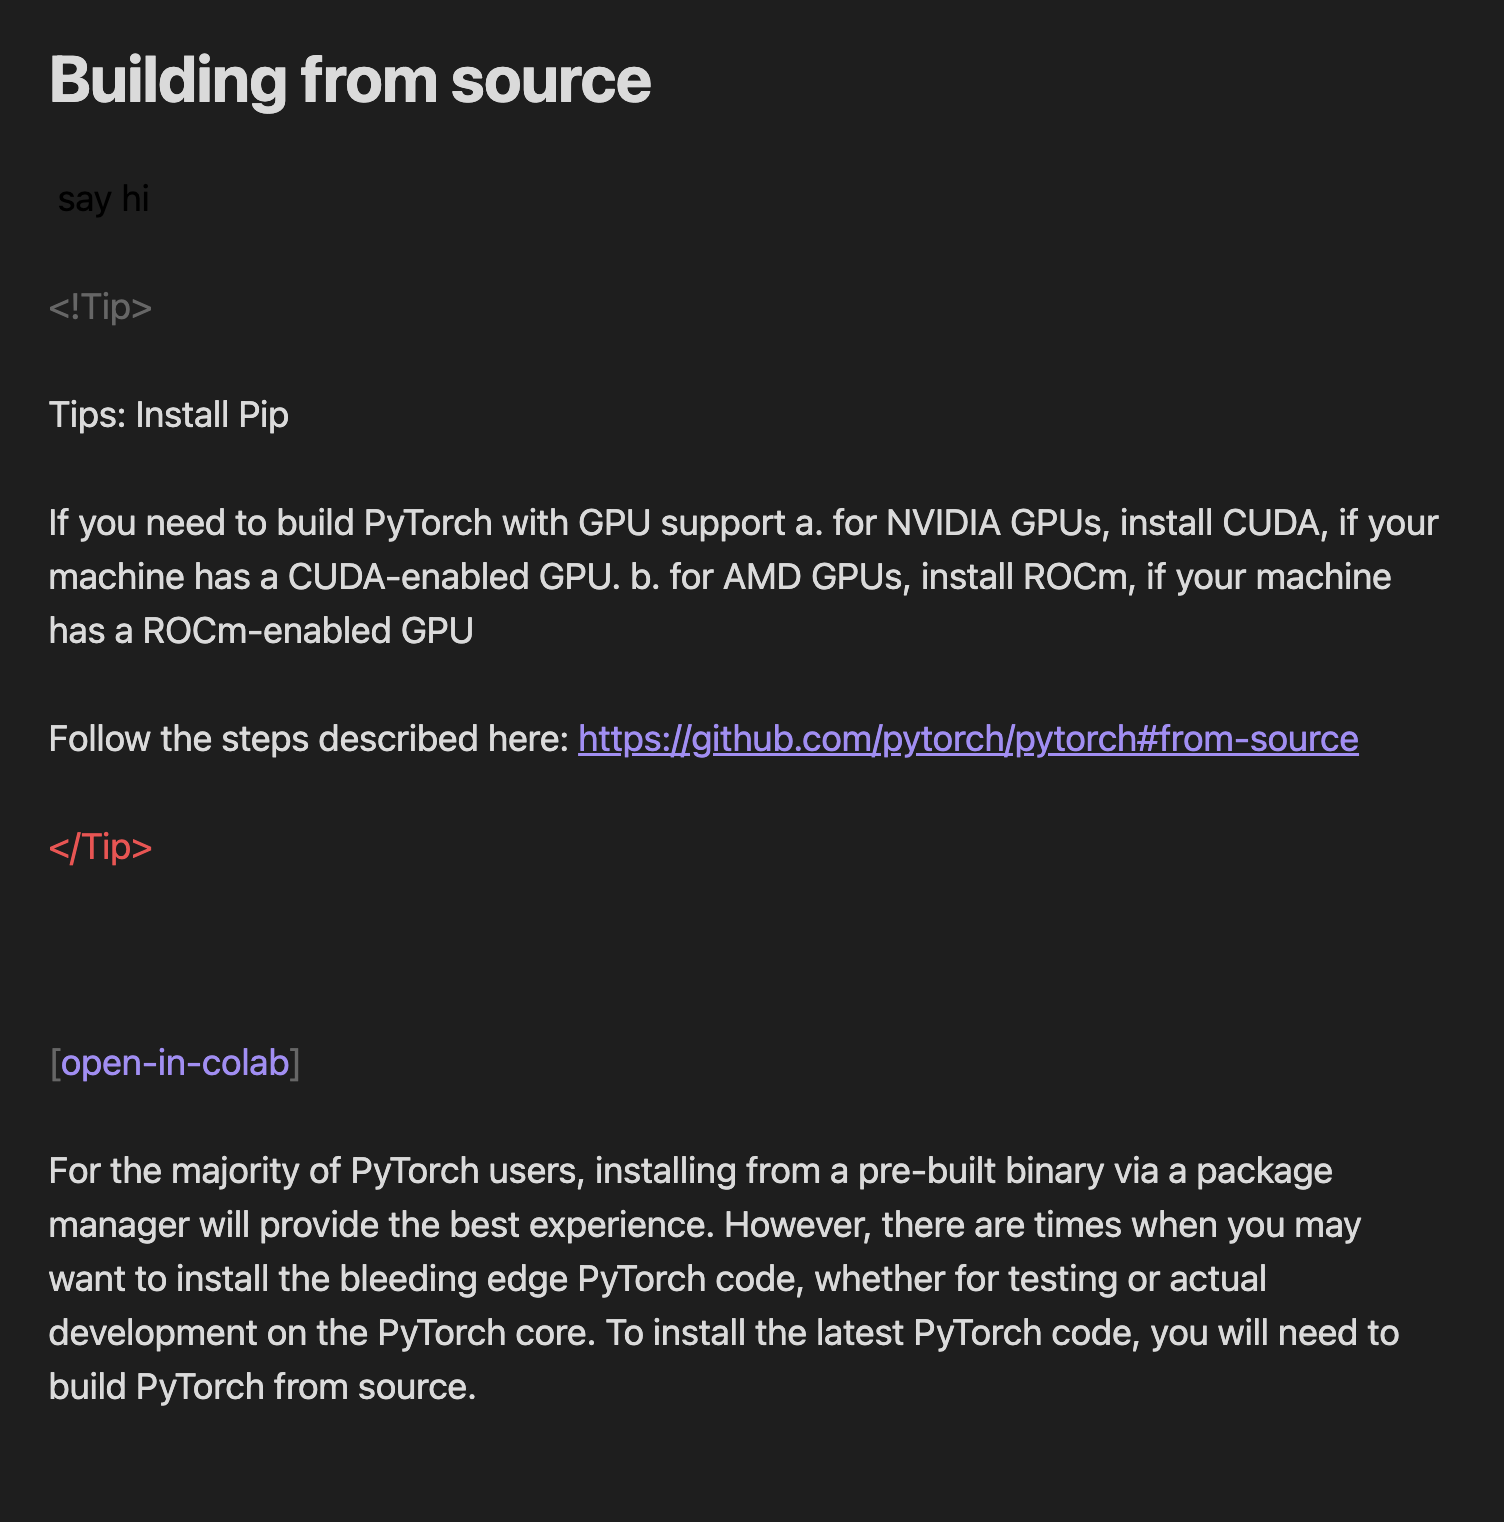 Building from source
say hi
<!Tip>
Tips: Install Pip
If you need to build PyTorch with GPU support a. for NVIDIA GPUs, install CUDA, if your
machine has a CUDA-enabled GPU. b. for AMD GPUs, install ROCm, if your machine
has a ROCm-enabled GPU
Follow the steps described here: https://github.com/pytorch/pytorch#from-source
</Tip>
[open-in-colab]
For the majority of PyTorch users, installing from a pre-built binary via a package
manager will provide the best experience. However, there are times when you may
want to install the bleeding edge PyTorch code, whether for testing or actual
development on the PyTorch core. To install the latest PyTorch code, you will need to
build PyTorch from source.